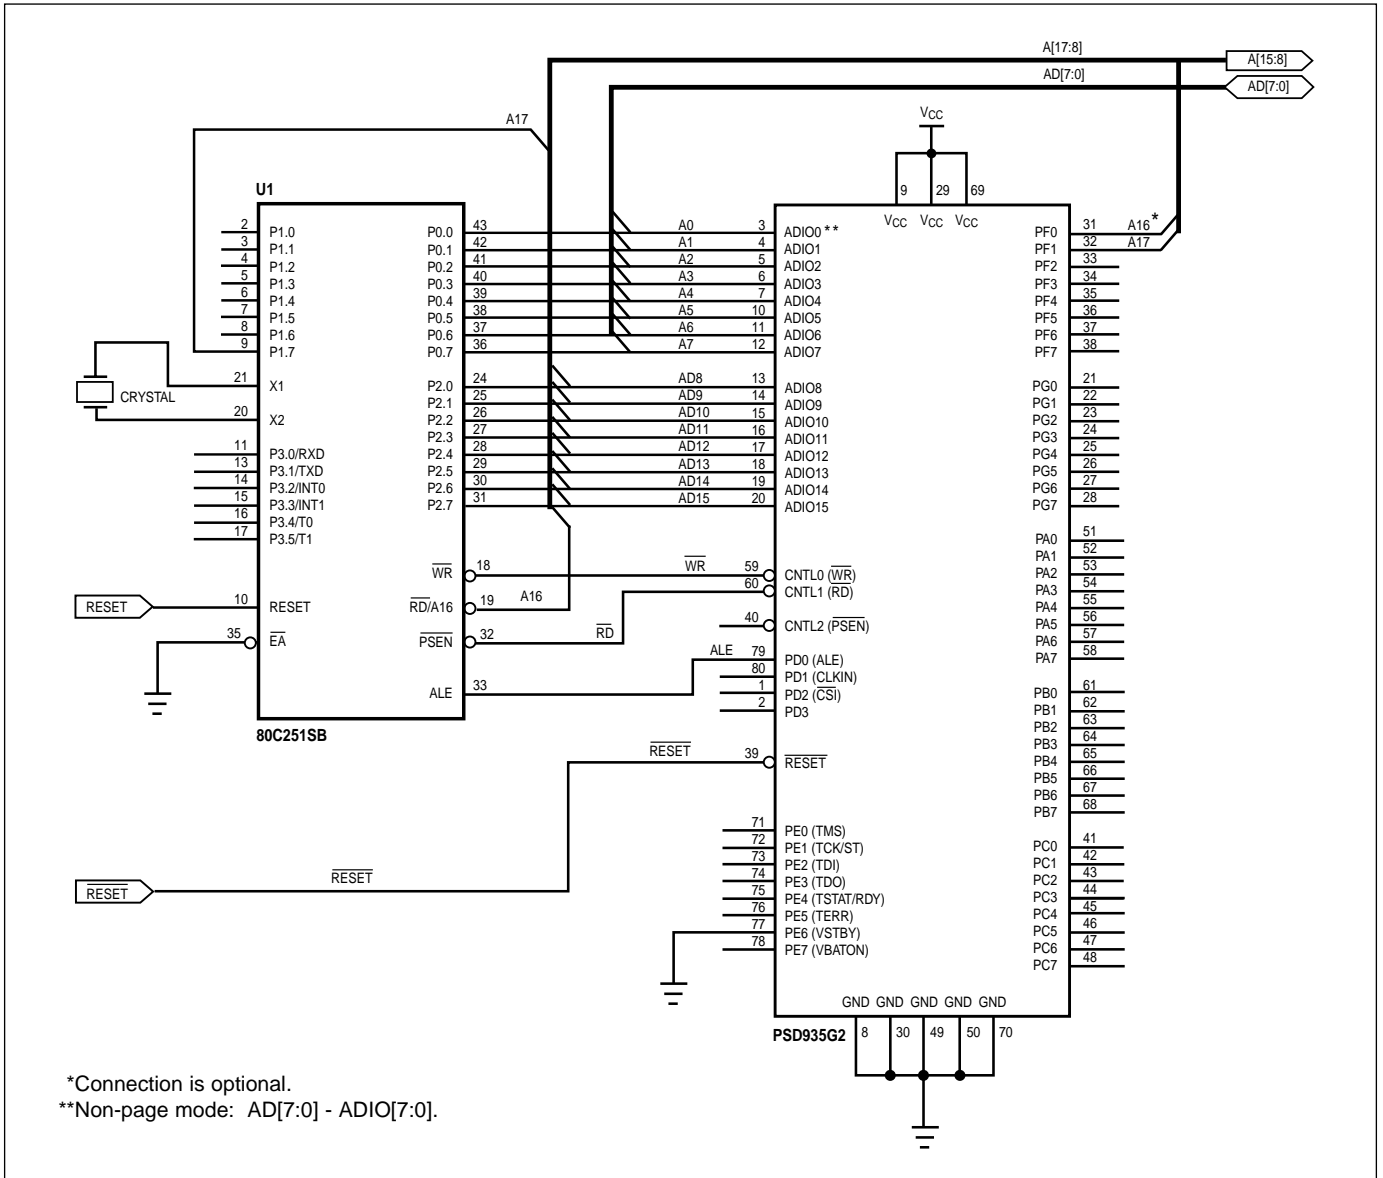 A[17:8]
A[15:8]
AD[7:0]
AD[7:0]
A17
VCC
U1
9 29 69
VCC VCC VCC
2 P1.0
3 P1.1
4 P1.2
5 P1.3
6 P1.4
7 P1.5
8 P1.6
9 P1.7
21 X1
CRYSTAL
20 X2
11 P3.0/RXD
13 P3.1/TXD
14 P3.2/INT0
15 P3.3/INT1
16 P3.4/T0
17 P3.5/T1
RESET
10 RESET
35 EA
P0.0 43
P0.1 42
P0.2 41
P0.3 40
P0.4 39
P0.5 38
P0.6 37
P0.7 36
P2.0 24
P2.1 25
P2.2 26
P2.3 27
P2.4 28
P2.5 29
P2.6 30
P2.7 31
WR 18
RD/A16 19 A16
PSEN 32
ALE 33
80C251SB
A0 3 ADIO0 **
A1 4 ADIO1
A2 5 ADIO2
A3 6 ADIO3
A4 7 ADIO4
A5 10 ADIO5
A6 11 ADIO6
A7 12 ADIO7
AD8 13 ADIO8
AD9 14 ADIO9
AD10 15 ADIO10
AD11 16 ADIO11
AD12 17 ADIO12
AD13 18 ADIO13
AD14 19 ADIO14
AD15 20 ADIO15
WR 59 CNTL0 (WR)
RD 60 CNTL1 (RD)
40 CNTL2 (PSEN)
ALE 79 PD0 (ALE)
80 PD1 (CLKIN)
1 PD2 (CSI)
2 PD3
RESET 39 RESET
71 PE0 (TMS)
72 PE1 (TCK/ST)
73 PE2 (TDI)
74 PE3 (TDO)
75 PE4 (TSTAT/RDY)
76 PE5 (TERR)
77 PE6 (VSTBY)
78 PE7 (VBATON)
RESET
RESET
PF0 31 A16 *
PF1 32 A17
PF2 33
PF3 34
PF4 35
PF5 36
PF6 37
PF7 38
PG0 21
PG1 22
PG2 23
PG3 24
PG4 25
PG5 26
PG6 27
PG7 28
PA0 51
PA1 52
PA2 53
PA3 54
PA4 55
PA5 56
PA6 57
PA7 58
PB0 61
PB1 62
PB2 63
PB3 64
PB4 65
PB5 66
PB6 67
PB7 68
PC0 41
PC1 42
PC2 43
PC3 44
PC4 45
PC5 46
PC6 47
PC7 48
GND GND GND GND GND
PSD935G2
8 30 49 50 70
*Connection is optional.
**Non-page mode: AD[7:0] - ADIO[7:0].